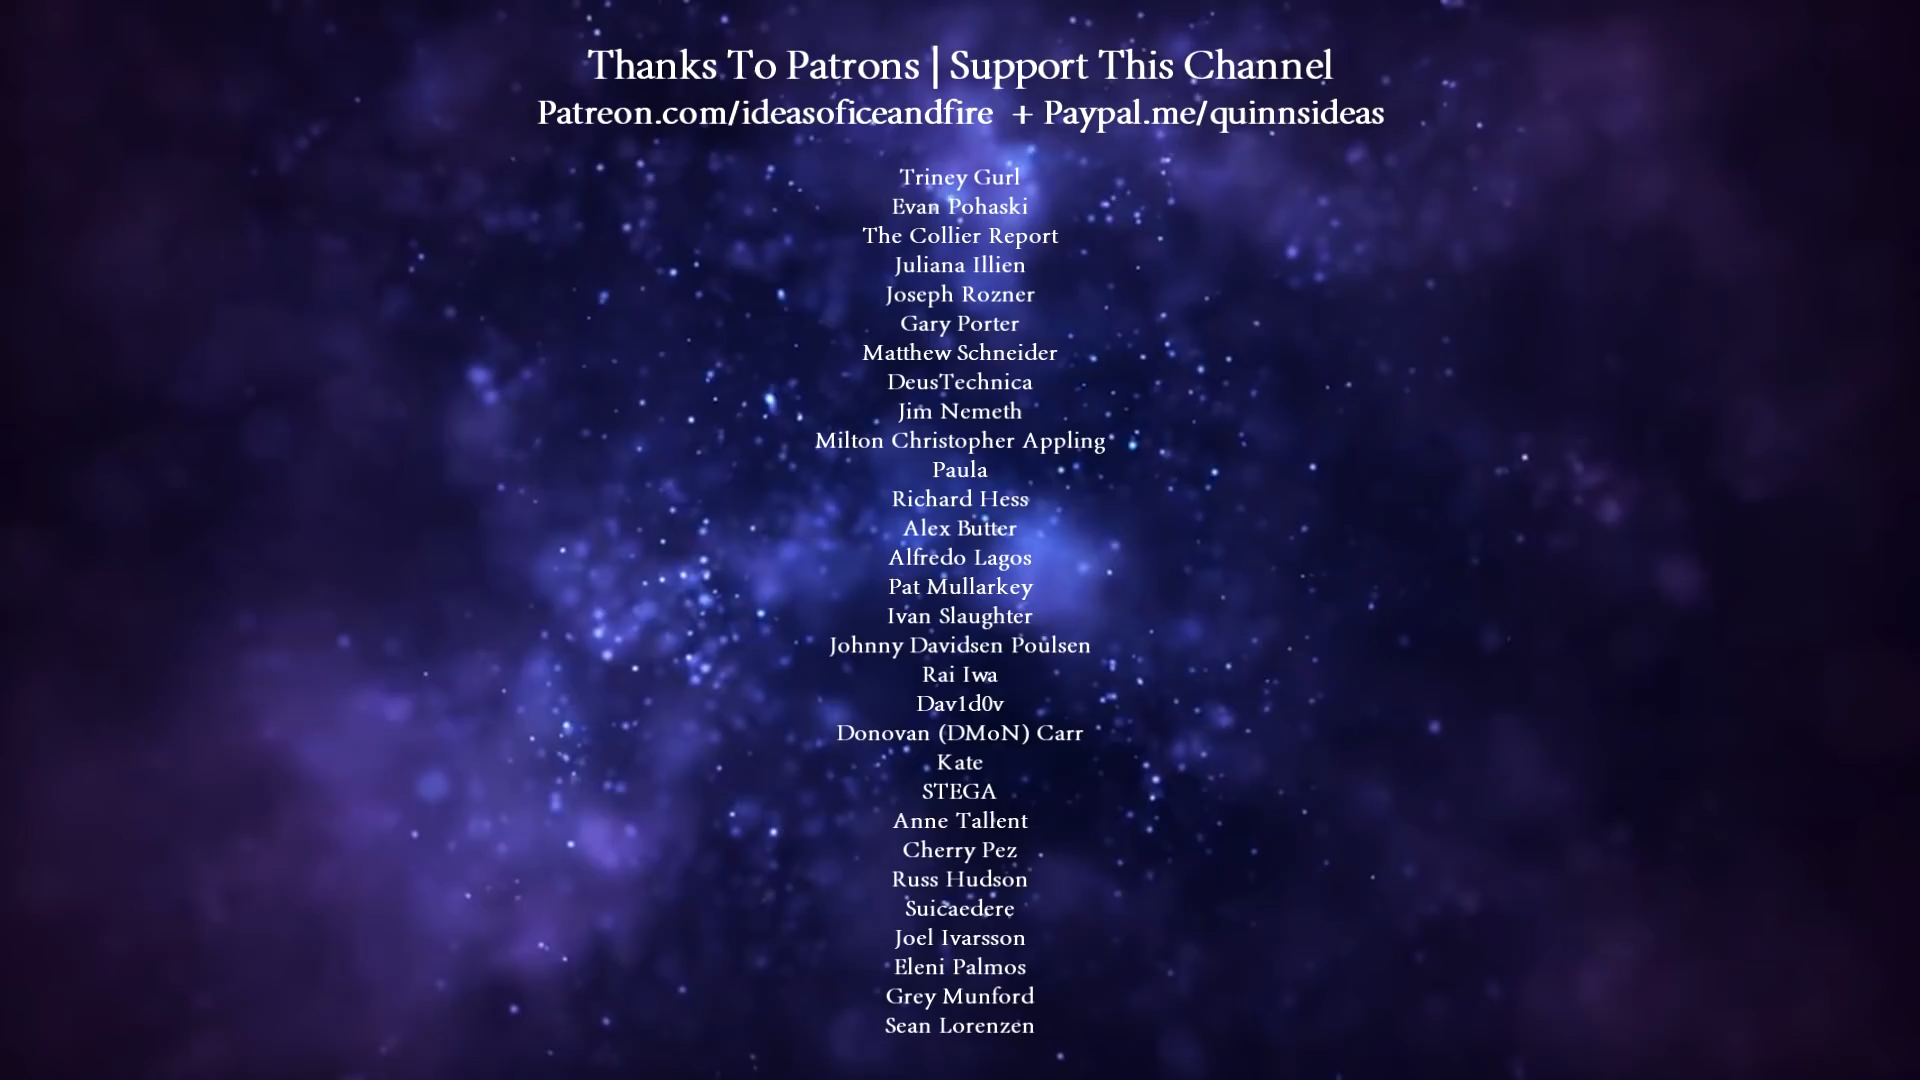 Thanks To Patrons | Support This Channel
Patreon.com/ideasoficeandfire + Paypal.me/quinnsideas
Triney Gurl
Evan Pohaski
The Collier Report
Juliana Illien
Joseph Rozner
Gary Porter
Matthew Schneider
DeusTechnica
Jim Nemeth
Milton Christopher Appling
Paula
Richard Hess
Alex Butter
Alfredo Lagos
Pat Mullarkey
Ivan Slaughter
Johnny Davidsen Poulsen
Rai Iwa
Dav1d0v
Donovan (DMoN) Carr
Kate
STEGA
Anne Tallent
Cherry Pez
Russ Hudson
Suicaedere
Joel Ivarsson
Eleni Palmos
Grey Munford
Sean Lorenzen